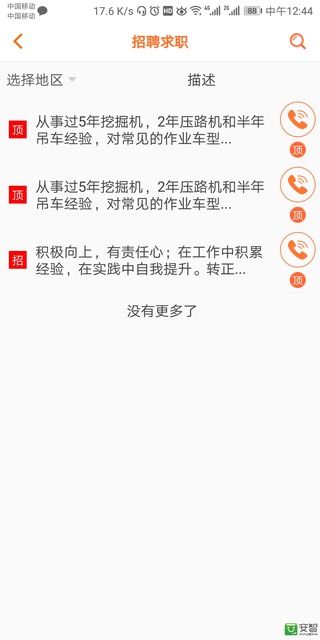 中国移动
中国移动
17.6 K/s HD 4G 2G 88 中午12:44
招聘求职
选择地区 描述
顶 从事过5年挖掘机，2年压路机和半年
吊车经验，对常见的作业车型...
顶
顶 从事过5年挖掘机，2年压路机和半年
吊车经验，对常见的作业车型...
顶
招 积极向上，有责任心；在工作中积累
经验，在实践中自我提升。转正...
顶
没有更多了
安智